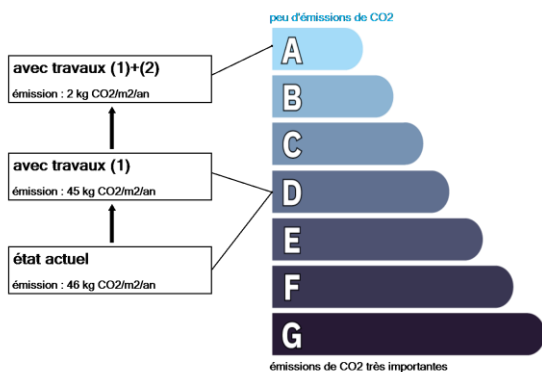 peu d'émissions de CO2
avec travaux (1)+(2)
émission : 2 kg CO2/m2/an
avec travaux (1)
émission : 45 kg CO2/m2/an
état actuel
émission : 46 kg CO2/m2/an
A
B
C
D
E
F
G
émissions de CO2 très importantes